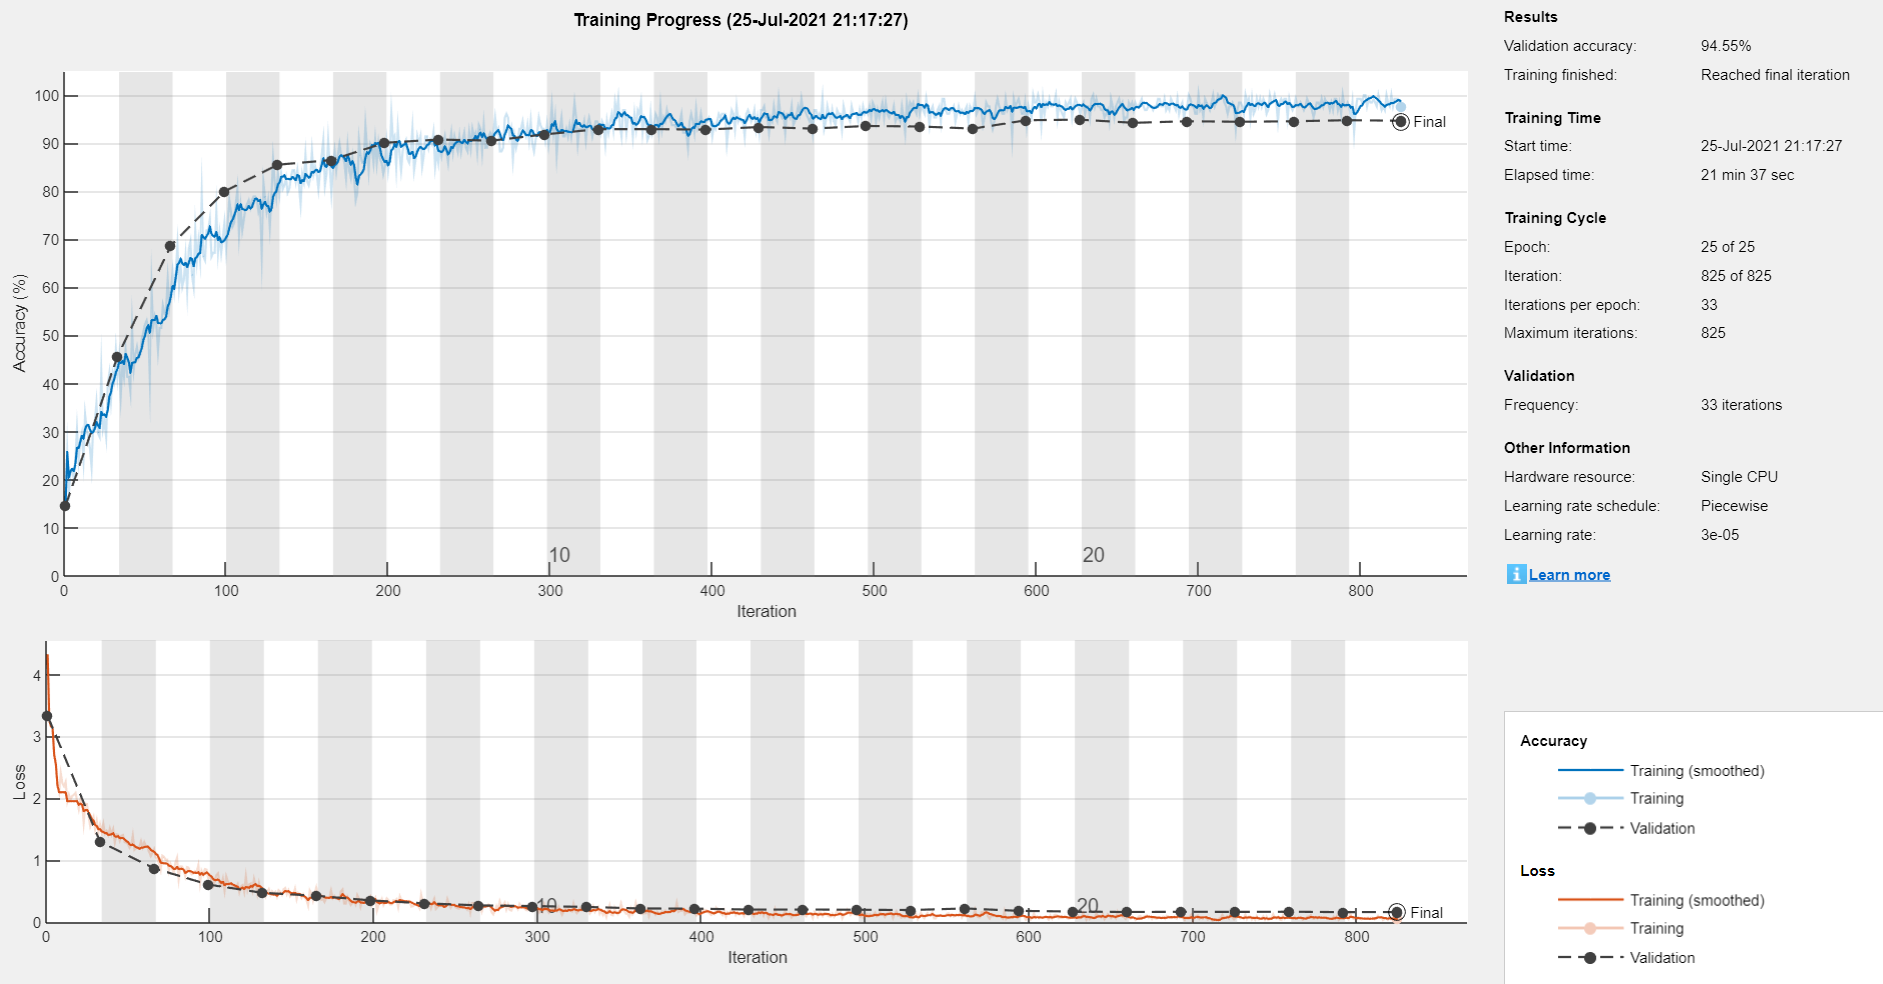 Training Progress (25-Jul-2021 21:17:27)
Accuracy (%)
100
90
80
70
60
50
40
30
20
10
0
10
20
Final
0 100 200 300 400 500 600 700 800
Iteration
Loss
4
3
2
1
0
10
20
Final
0 100 200 300 400 500 600 700 800
Iteration
Results
Validation accuracy: 94.55%
Training finished: Reached final iteration
Training Time
Start time: 25-Jul-2021 21:17:27
Elapsed time: 21 min 37 sec
Training Cycle
Epoch: 25 of 25
Iteration: 825 of 825
Iterations per epoch: 33
Maximum iterations: 825
Validation
Frequency: 33 iterations
Other Information
Hardware resource: Single CPU
Learning rate schedule: Piecewise
Learning rate: 3e-05
i Learn more
Accuracy
Training (smoothed)
Training
Validation
Loss
Training (smoothed)
Training
Validation